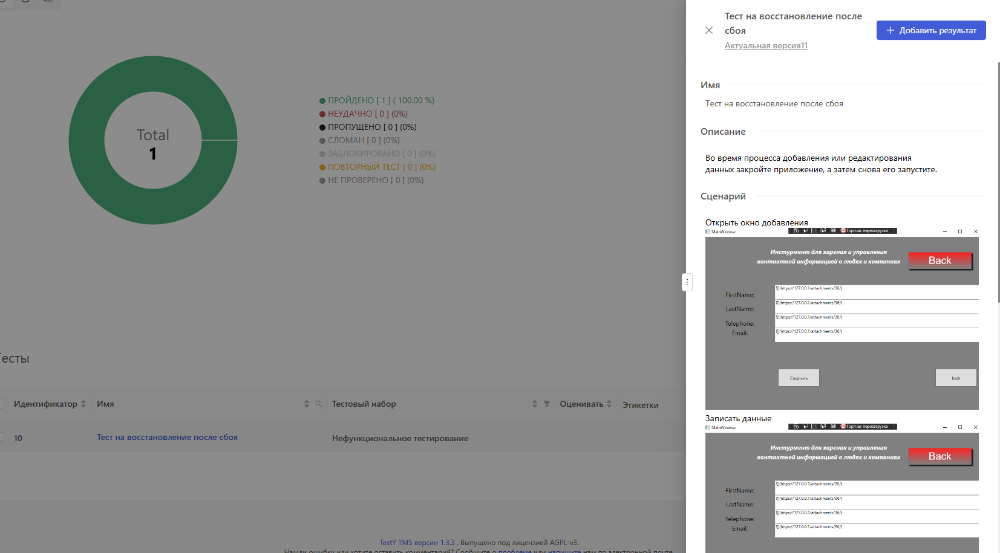 Total
1
ПРОЙДЕНО [ 1 ] ( 100.00 %)
НЕУДАЧНО [ 0 ] (0%)
ПРОПУЩЕНО [ 0 ] (0%)
СЛОМАН [ 0 ] (0%)
ЗАБЛОКИРОВАНО [ 0 ] (0%)
ПОВТОРНЫЙ ТЕСТ [ 0 ] (0%)
НЕ ПРОВЕРЕНО [ 0 ] (0%)
Тесты
Идентификатор Имя Тестовый набор Оценивать Этикетки
10 Тест на восстановление после сбоя Нефункциональное тестирование
TestY TMS версии 1.3.3 . Выпущено под лицензией AGPL-v3.
Нашли ошибку или хотите оставить комментарий? Сообщите о проблеме или напишите нам по электронной почте
Тест на восстановление после
сбоя
Актуальная версия11
Добавить результат
Имя
Тест на восстановление после сбоя
Описание
Во время процесса добавления или редактирования
данных закройте приложение, а затем снова его запустите.
Сценарий
Открыть окно добавления
MainWindow
Горячая перезагрузка
Инстурмент для харения и управления
контактной информацией о людях и компаниях
Back
FirstName: ![](https://127.0.0.1/attachments/36/)
LastName: ![](https://127.0.0.1/attachments/36/)
Telephone: ![](https://127.0.0.1/attachments/36/)
Email: ![](https://127.0.0.1/attachments/36/)
Сохрнить
back
Записать данные
MainWindow
Горячая перезагрузка
Инстурмент для харения и управления
контактной информацией о людях и компаниях
Back
FirstName: ![](https://127.0.0.1/attachments/36/)
LastName: ![](https://127.0.0.1/attachments/36/)
Telephone: ![](https://127.0.0.1/attachments/36/)
Email: ![](https://127.0.0.1/attachments/36/)